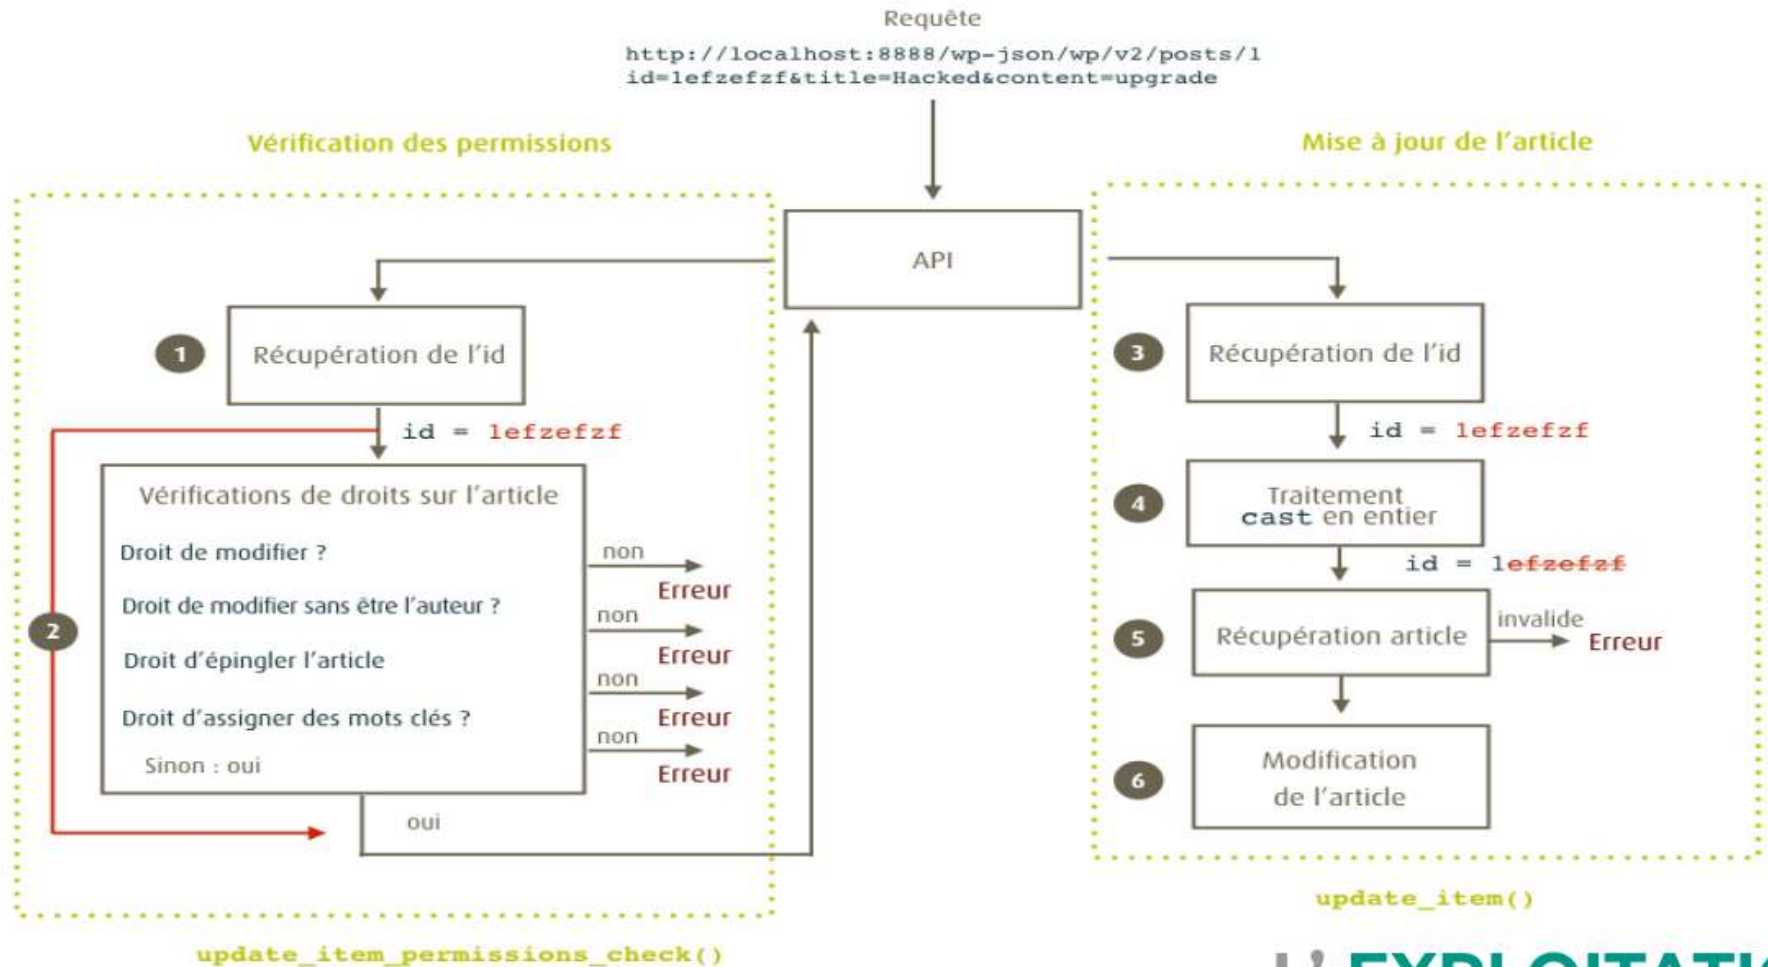 Requête
http://localhost:8888/wp-json/wp/v2/posts/1
id=1efzefzf&title=Hacked&content=upgrade
Vérification des permissions
Mise à jour de l'article
API
1
Récupération de l'id
id = 1efzefzf
Vérifications de droits sur l'article
Droit de modifier ?
non
Erreur
Droit de modifier sans être l'auteur ?
non
Erreur
2
Droit d'épingler l'article
non
Erreur
Droit d'assigner des mots clés ?
non
Erreur
Sinon : oui
oui
update_item_permissions_check()
3
Récupération de l'id
id = 1efzefzf
4
Traitement
cast en entier
id = 1efzefzf
5
Récupération article
invalide
Erreur
6
Modification
de l'article
update_item()